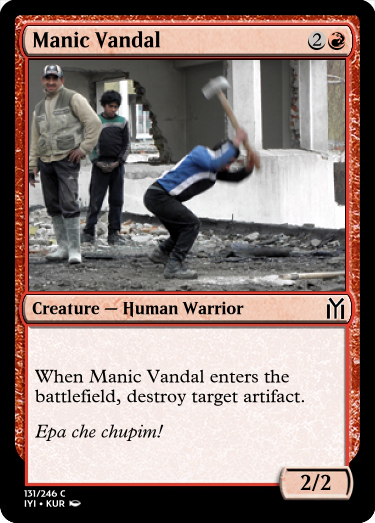 Manic Vandal 2
Creature — Human Warrior
When Manic Vandal enters the
battlefield, destroy target artifact.
Epa che chupim!
2/2
131/246 C
IYI • KUR